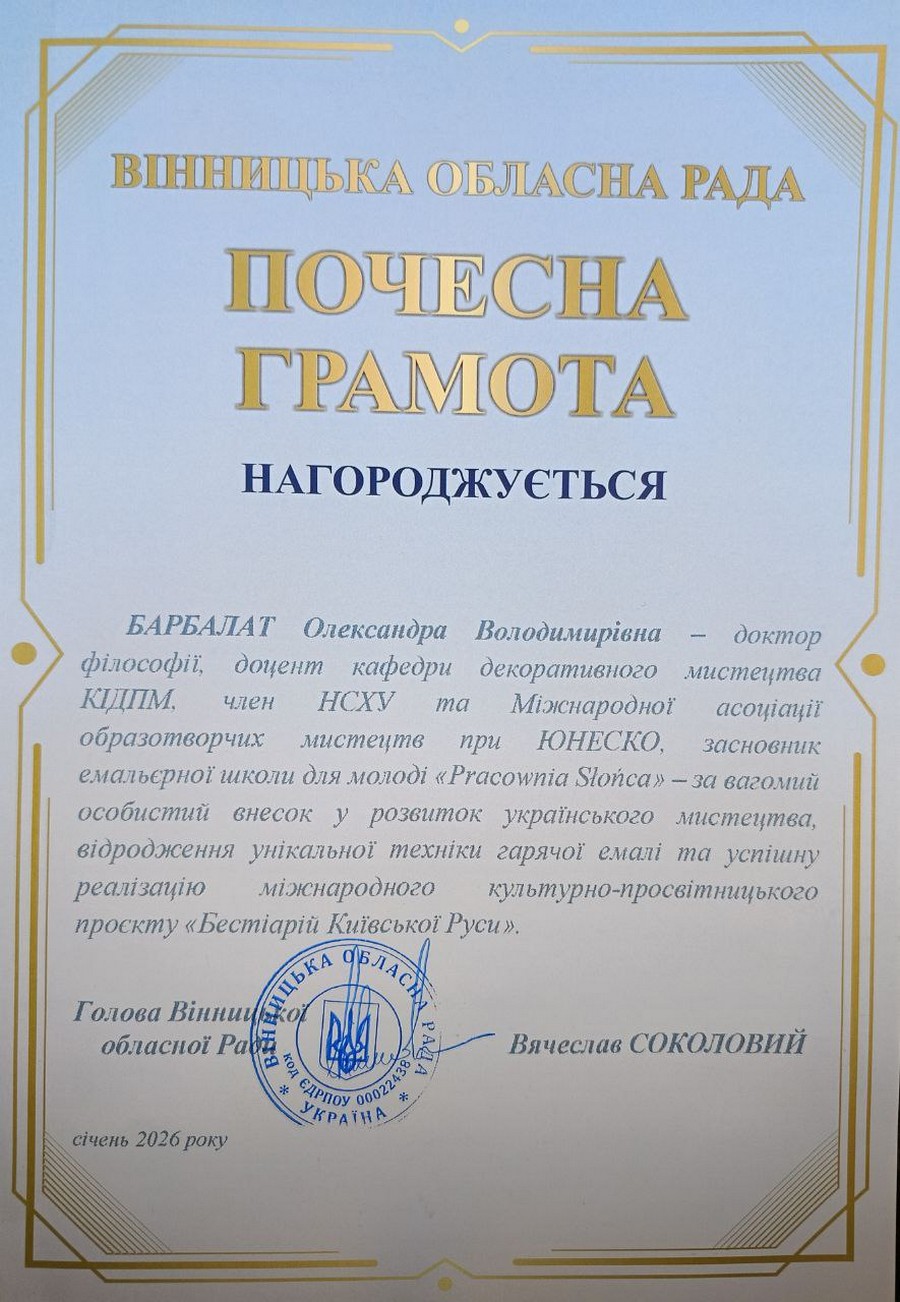 ВІННИЦЬКА ОБЛАСНА РАДА
ПОЧЕСНА
ГРАМОТА
НАГОРОДЖУЄТЬСЯ
БАРБАЛАТ Олександра Володимирівна – доктор
філософії, доцент кафедри декоративного мистецтва
КІДПМ, член НСХУ та Міжнародної асоціації
образотворчих мистецтв при ЮНЕСКО, засновник
емальєрної школи для молоді «Pracownia Słońca» – за вагомий
особистий внесок у розвиток українського мистецтва,
відродження унікальної техніки гарячої емалі та успішну
реалізацію міжнародного культурно-просвітницького
проєкту «Бестіарій Київської Руси».
Голова Вінницької
обласної Ради
Вячеслав СОКОЛОВИЙ
ВІННИЦЬКА ОБЛАСНА РАДА
код ЄДРПОУ 00022438
* УКРАЇНА *
січень 2026 року